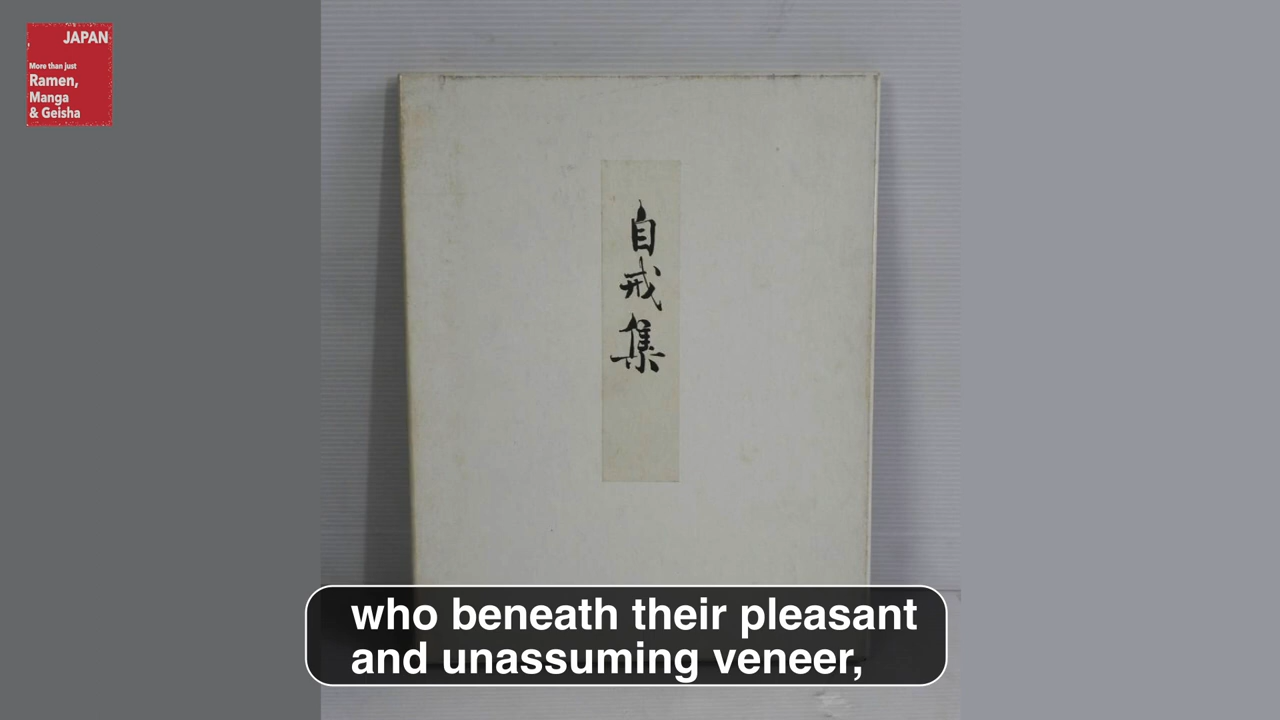 JAPAN
More than just
Ramen,
Manga
& Geisha
自戒集
who beneath their pleasant
and unassuming veneer,